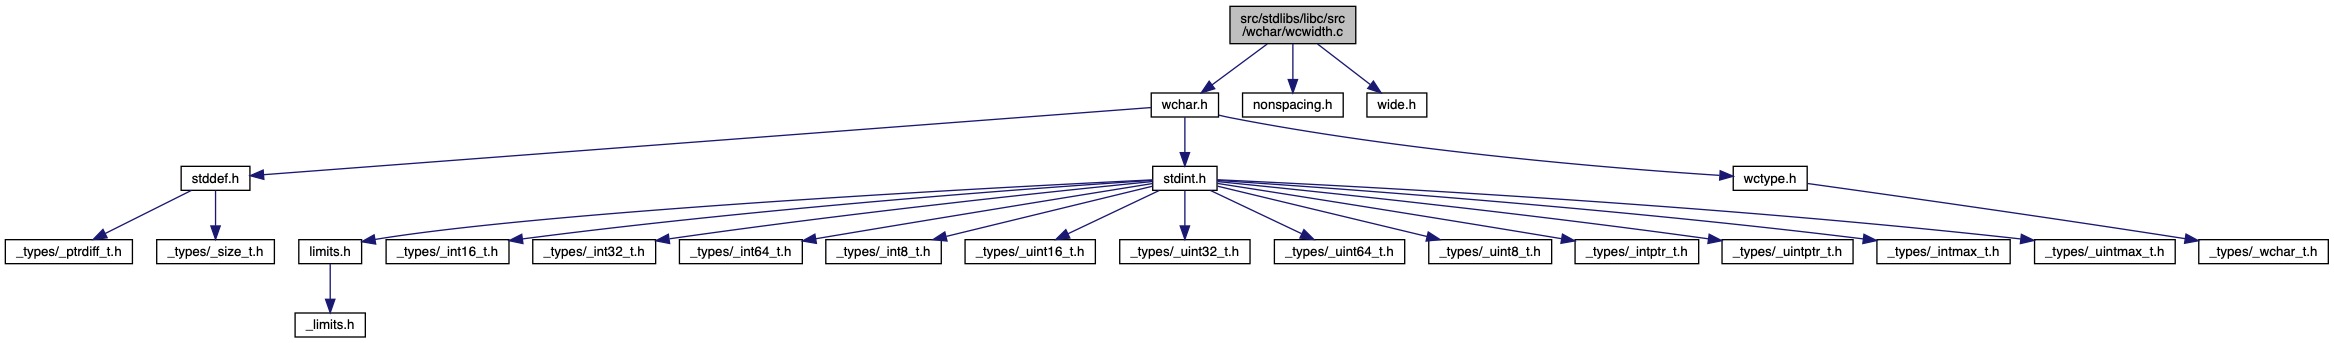 src/stdlibs/libc/src
/wchar/wcwidth.c
wchar.h
nonspacing.h
wide.h
stddef.h
stdint.h
wctype.h
_types/_ptrdiff_t.h
_types/_size_t.h
limits.h
_types/_int16_t.h
_types/_int32_t.h
_types/_int64_t.h
_types/_int8_t.h
_types/_uint16_t.h
_types/_uint32_t.h
_types/_uint64_t.h
_types/_uint8_t.h
_types/_intptr_t.h
_types/_uintptr_t.h
_types/_intmax_t.h
_types/_uintmax_t.h
_types/_wchar_t.h
_limits.h